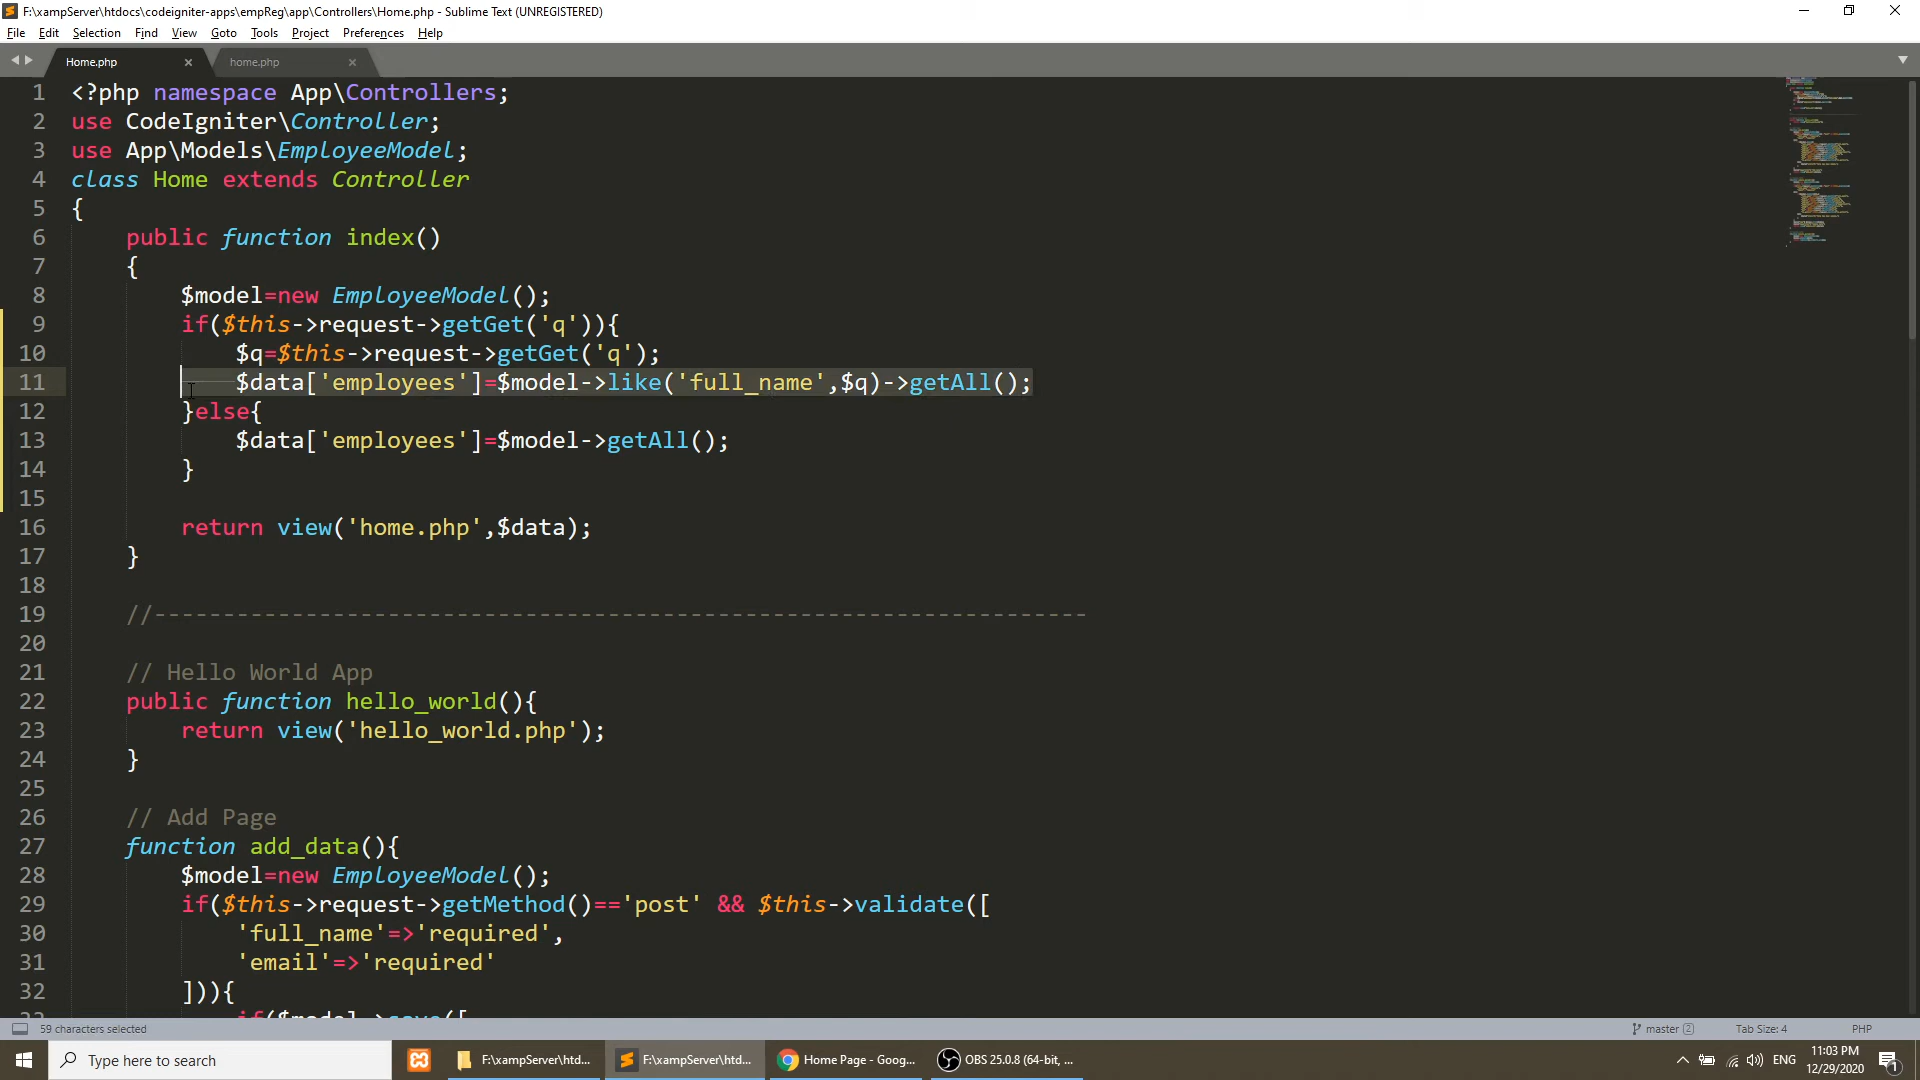 F:\xampServer\htdocs\codeigniter-apps\empReg\app\Controllers\Home.php - Sublime Text (UNREGISTERED)
File Edit Selection Find View Goto Tools Project Preferences Help
Home.php × home.php ×
1 <?php namespace App\Controllers;
2 use CodeIgniter\Controller;
3 use App\Models\EmployeeModel;
4 class Home extends Controller
5 {
6 public function index()
7 {
8 $model=new EmployeeModel();
9 if($this->request->getGet('q')){
10 $q=$this->request->getGet('q');
11 $data['employees']=$model->like('full_name',$q)->getAll();
12 }else{
13 $data['employees']=$model->getAll();
14 }
15
16 return view('home.php',$data);
17 }
18
19 //--------------------------------------------------------------------
20
21 // Hello World App
22 public function hello_world(){
23 return view('hello_world.php');
24 }
25
26 // Add Page
27 function add_data(){
28 $model=new EmployeeModel();
29 if($this->request->getMethod()=='post' && $this->validate([
30 'full_name'=>'required',
31 'email'=>'required'
32 ])){
33 if($model->save([
59 characters selected master 2 Tab Size: 4 PHP
Type here to search F:\xampServer\htd... F:\xampServer\htd... Home Page - Goog... OBS 25.0.8 (64-bit, ... ENG 11:03 PM
12/29/2020 1